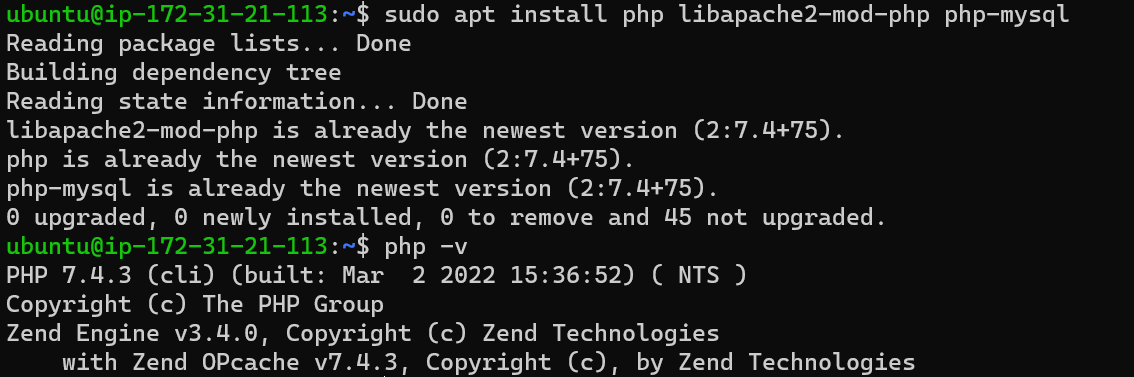 ubuntu@ip-172-31-21-113:~$ sudo apt install php libapache2-mod-php php-mysql
Reading package lists... Done
Building dependency tree
Reading state information... Done
libapache2-mod-php is already the newest version (2:7.4+75).
php is already the newest version (2:7.4+75).
php-mysql is already the newest version (2:7.4+75).
0 upgraded, 0 newly installed, 0 to remove and 45 not upgraded.
ubuntu@ip-172-31-21-113:~$ php -v
PHP 7.4.3 (cli) (built: Mar  2 2022 15:36:52) ( NTS )
Copyright (c) The PHP Group
Zend Engine v3.4.0, Copyright (c) Zend Technologies
    with Zend OPcache v7.4.3, Copyright (c), by Zend Technologies